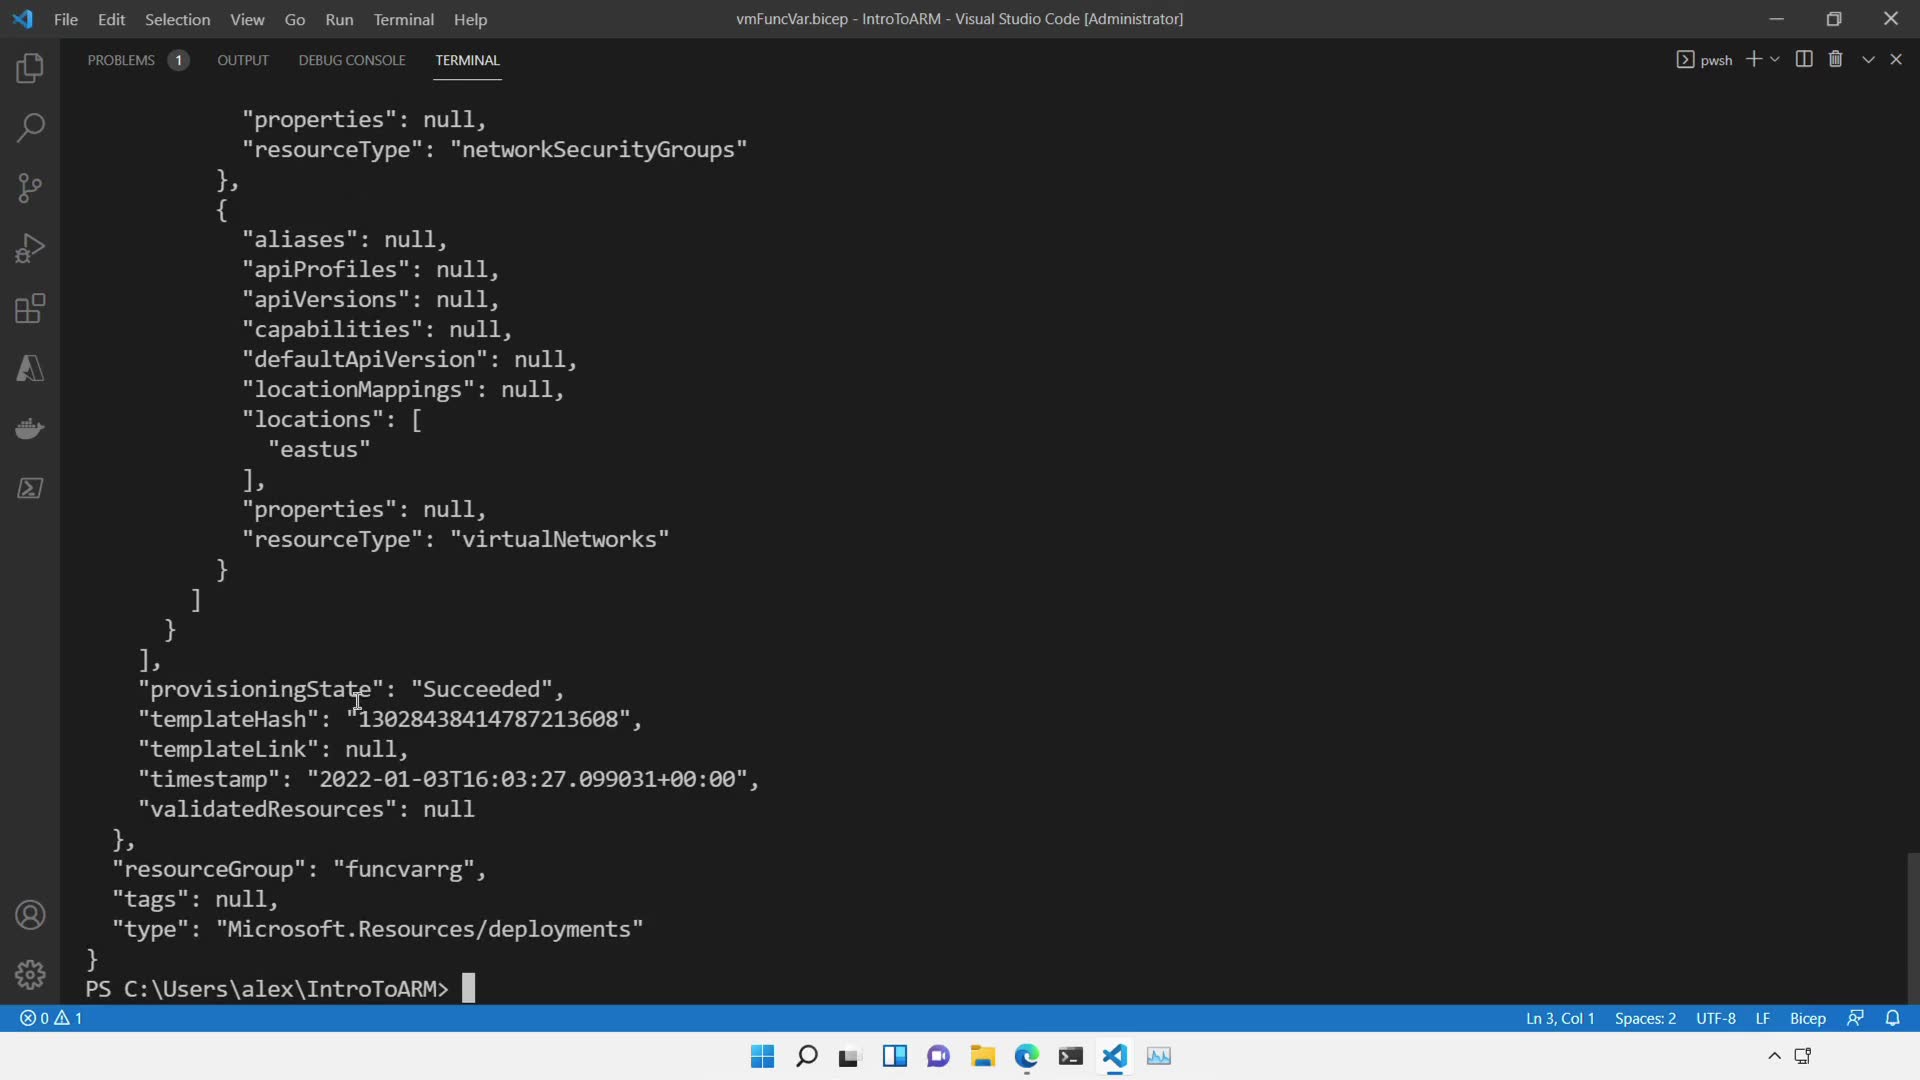 File Edit Selection View Go Run Terminal Help
vmFuncVar.bicep - IntroToARM - Visual Studio Code [Administrator]
PROBLEMS 1 OUTPUT DEBUG CONSOLE TERMINAL
pwsh
"properties": null,
"resourceType": "networkSecurityGroups"
},
{
"aliases": null,
"apiProfiles": null,
"apiVersions": null,
"capabilities": null,
"defaultApiVersion": null,
"locationMappings": null,
"locations": [
"eastus"
],
"properties": null,
"resourceType": "virtualNetworks"
}
]
}
],
"provisioningState": "Succeeded",
"templateHash": "13028438414787213608",
"templateLink": null,
"timestamp": "2022-01-03T16:03:27.099031+00:00",
"validatedResources": null
},
"resourceGroup": "funcvarrg",
"tags": null,
"type": "Microsoft.Resources/deployments"
}
PS C:\Users\alex\IntroToARM>
0 1
Ln 3, Col 1 Spaces: 2 UTF-8 LF Bicep